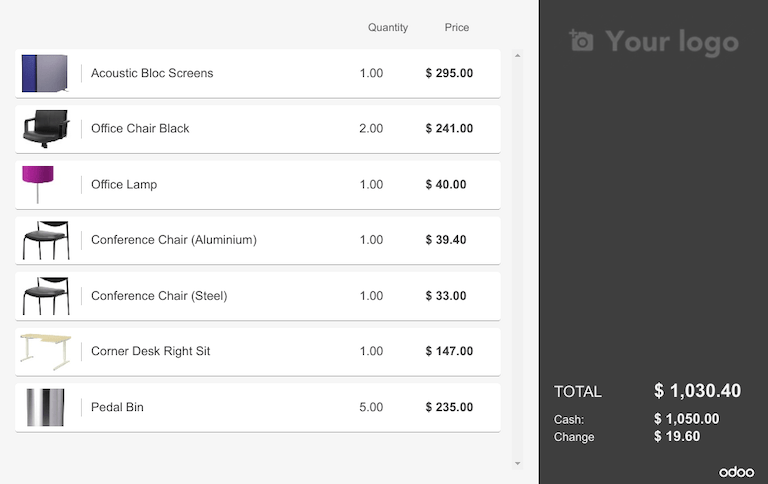 Quantity Price
Acoustic Bloc Screens 1.00 $ 295.00
Office Chair Black 2.00 $ 241.00
Office Lamp 1.00 $ 40.00
Conference Chair (Aluminium) 1.00 $ 39.40
Conference Chair (Steel) 1.00 $ 33.00
Corner Desk Right Sit 1.00 $ 147.00
Pedal Bin 5.00 $ 235.00
Your logo
TOTAL $ 1,030.40
Cash: $ 1,050.00
Change $ 19.60
odoo